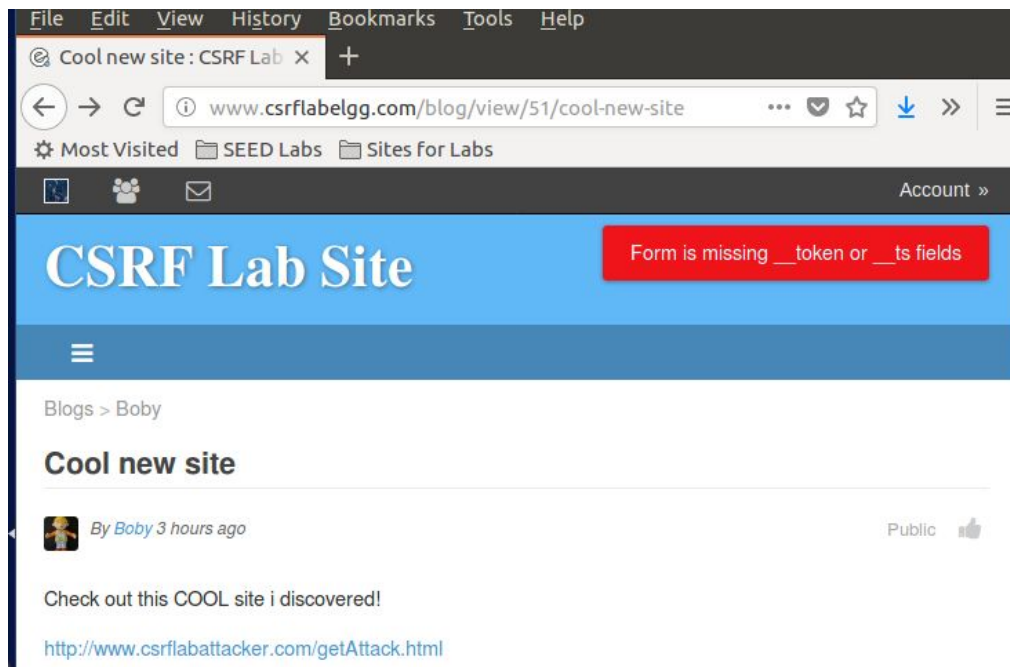 File Edit View History Bookmarks Tools Help
Cool new site : CSRF Lab
www.csrflabelgg.com/blog/view/51/cool-new-site
Most Visited SEED Labs Sites for Labs
Account »
CSRF Lab Site
Form is missing __token or __ts fields
Blogs > Boby
Cool new site
By Boby 3 hours ago
Public
Check out this COOL site i discovered!
http://www.csrflabattacker.com/getAttack.html